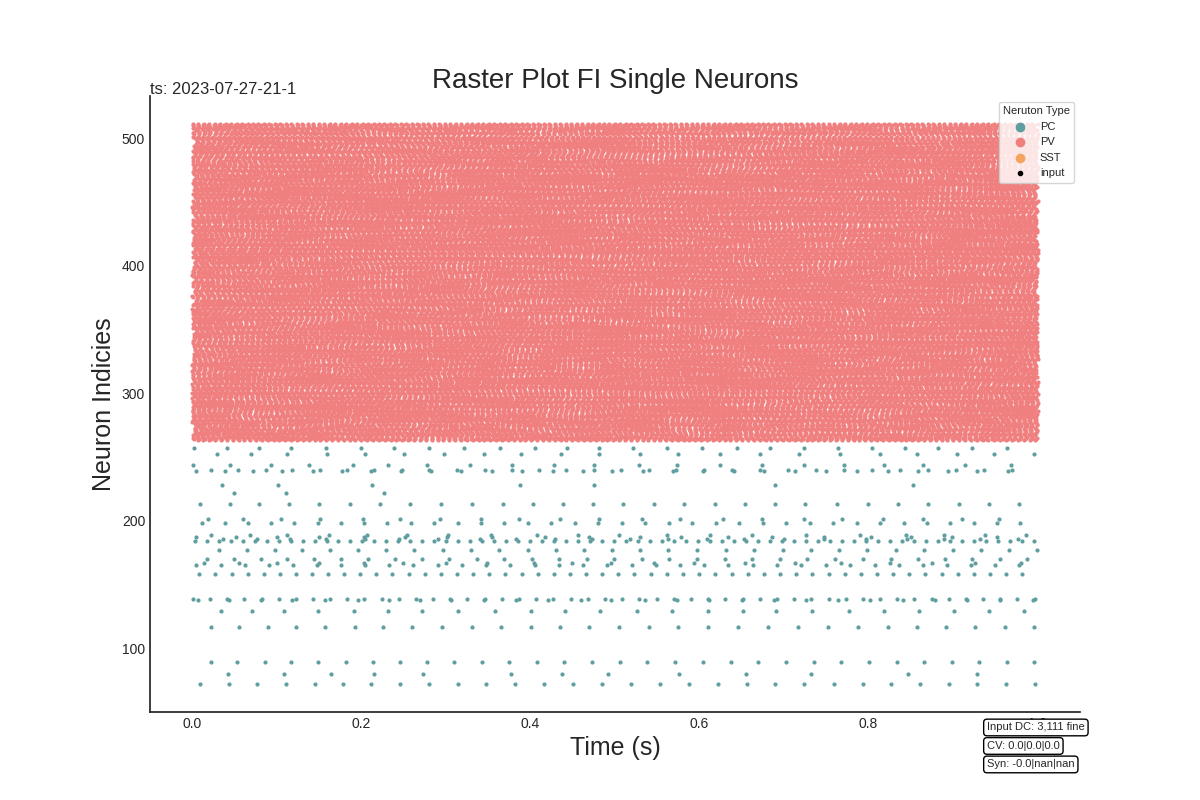 Raster Plot FI Single Neurons
ts: 2023-07-27-21-1
Neruton Type
PC
PV
SST
input
500
400
300
200
100
Neuron Indicies
0.0 0.2 0.4 0.6 0.8
Time (s)
Input DC: 3,111 fine
CV: 0.0|0.0|0.0
Syn: -0.0|nan|nan